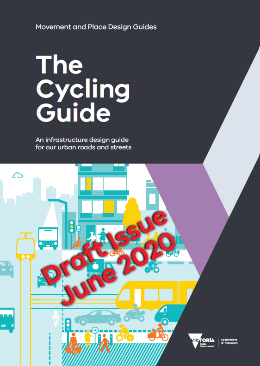 Movement and Place Design Guides
The
Cycling
Guide
An infrastructure design guide
for our urban roads and streets
Draft Issue
June 2020
VICTORIA